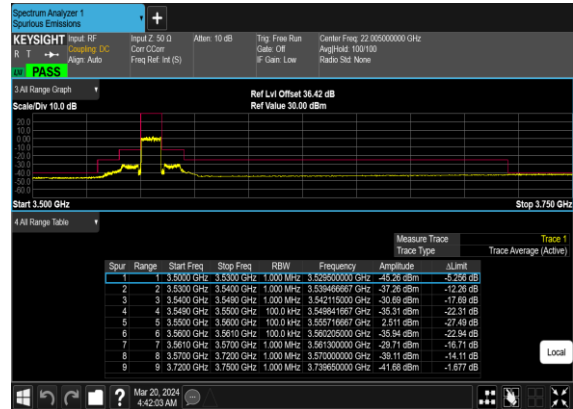 Spectrum Analyzer 1
Spurious Emissions
KEYSIGHT Input: RF Input Z: 50 Ω Atten: 10 dB Trig: Free Run Center Freq: 22.005000000 GHz
R T Coupling: DC Corr CCorr Gate: Off Avg|Hold: 100/100
Align: Auto Freq Ref: Int (S) IF Gain: Low Radio Std: None
PASS
3 All Range Graph
Ref Lvl Offset 36.42 dB
Scale/Div 10.0 dB Ref Value 30.00 dBm
20.0
10.0
0.00
-10.0
-20.0
-30.0
-40.0
-50.0
-60.0
Start 3.500 GHz Stop 3.750 GHz
4 All Range Table
Measure Trace Trace 1
Trace Type Trace Average (Active)
Spur Range Start Freq Stop Freq RBW Frequency Amplitude ΔLimit
1 1 3.5000 GHz 3.5300 GHz 1.000 MHz 3.529500000 GHz -45.26 dBm -5.256 dB
2 2 3.5300 GHz 3.5400 GHz 1.000 MHz 3.539466667 GHz -37.26 dBm -12.26 dB
3 3 3.5400 GHz 3.5490 GHz 1.000 MHz 3.542115000 GHz -30.69 dBm -17.69 dB
4 4 3.5490 GHz 3.5500 GHz 100.0 kHz 3.549841667 GHz -35.31 dBm -22.31 dB
5 5 3.5500 GHz 3.5600 GHz 100.0 kHz 3.555716667 GHz 2.511 dBm -27.49 dB
6 6 3.5600 GHz 3.5610 GHz 100.0 kHz 3.560205000 GHz -35.94 dBm -22.94 dB
7 7 3.5610 GHz 3.5700 GHz 1.000 MHz 3.561300000 GHz -29.71 dBm -16.71 dB
8 8 3.5700 GHz 3.7200 GHz 1.000 MHz 3.570000000 GHz -39.11 dBm -14.11 dB
9 9 3.7200 GHz 3.7500 GHz 1.000 MHz 3.739650000 GHz -41.68 dBm -1.677 dB
Local
?
Mar 20, 2024
4:42:03 AM